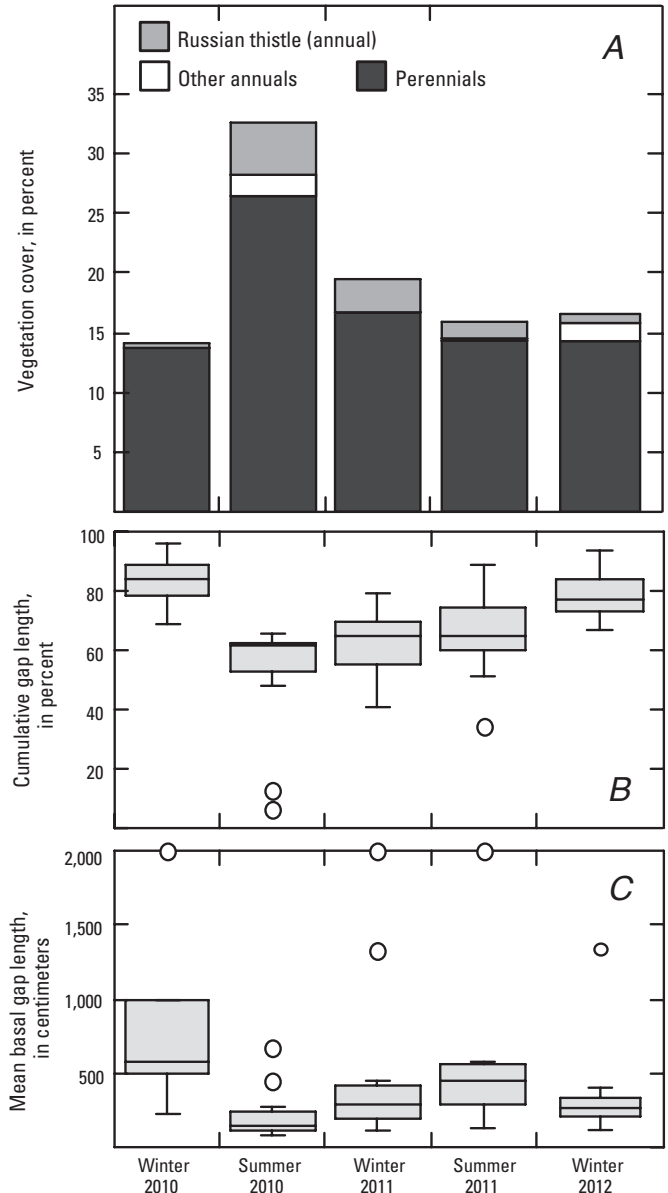 Russian thistle (annual)
A
Other annuals
Perennials
35
30
25
20
15
10
5
Vegetation cover, in percent
100
80
60
40
20
Cumulative gap length,
in percent
B
2,000
1,500
1,000
500
Mean basal gap length,
in centimeters
C
Winter
2010
Summer
2010
Winter
2011
Summer
2011
Winter
2012